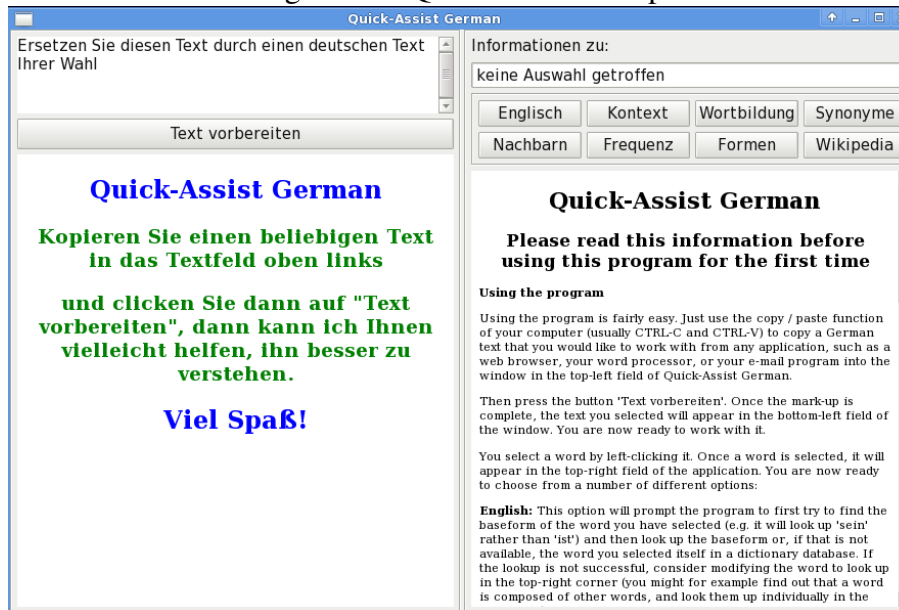 Quick-Assist German
Ersetzen Sie diesen Text durch einen deutschen Text
Ihrer Wahl
Text vorbereiten
Quick-Assist German
Kopieren Sie einen beliebigen Text
in das Textfeld oben links
und clicken Sie dann auf "Text
vorbereiten", dann kann ich Ihnen
vielleicht helfen, ihn besser zu
verstehen.
Viel Spaß!
Informationen zu:
keine Auswahl getroffen
Englisch Kontext Wortbildung Synonyme
Nachbarn Frequenz Formen Wikipedia
Quick-Assist German
Please read this information before
using this program for the first time
Using the program
Using the program is fairly easy. Just use the copy / paste function
of your computer (usually CTRL-C and CTRL-V) to copy a German
text that you would like to work with from any application, such as a
web browser, your word processor, or your e-mail program into the
window in the top-left field of Quick-Assist German.
Then press the button 'Text vorbereiten'. Once the mark-up is
complete, the text you selected will appear in the bottom-left field of
the window. You are now ready to work with it.
You select a word by left-clicking it. Once a word is selected, it will
appear in the top-right field of the application. You are now ready
to choose from a number of different options:
English: This option will prompt the program to first try to find the
baseform of the word you have selected (e.g. it will look up 'sein'
rather than 'ist') and then look up the baseform or, if that is not
available, the word you selected itself in a dictionary database. If
the lookup is not successful, consider modifying the word to look up
in the top-right corner (you might for example find out that a word
is composed of other words, and look them up individually in the